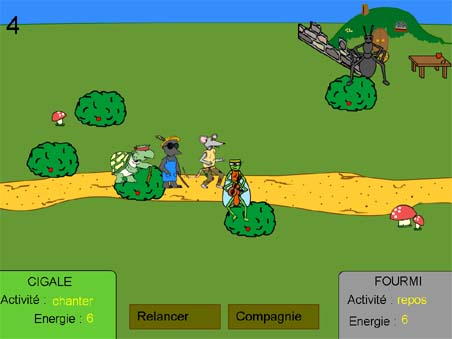 4
CIGALE
Activité : chanter
Energie : 6
Relancer
Compagnie
FOURMI
Activité : repos
Energie : 6